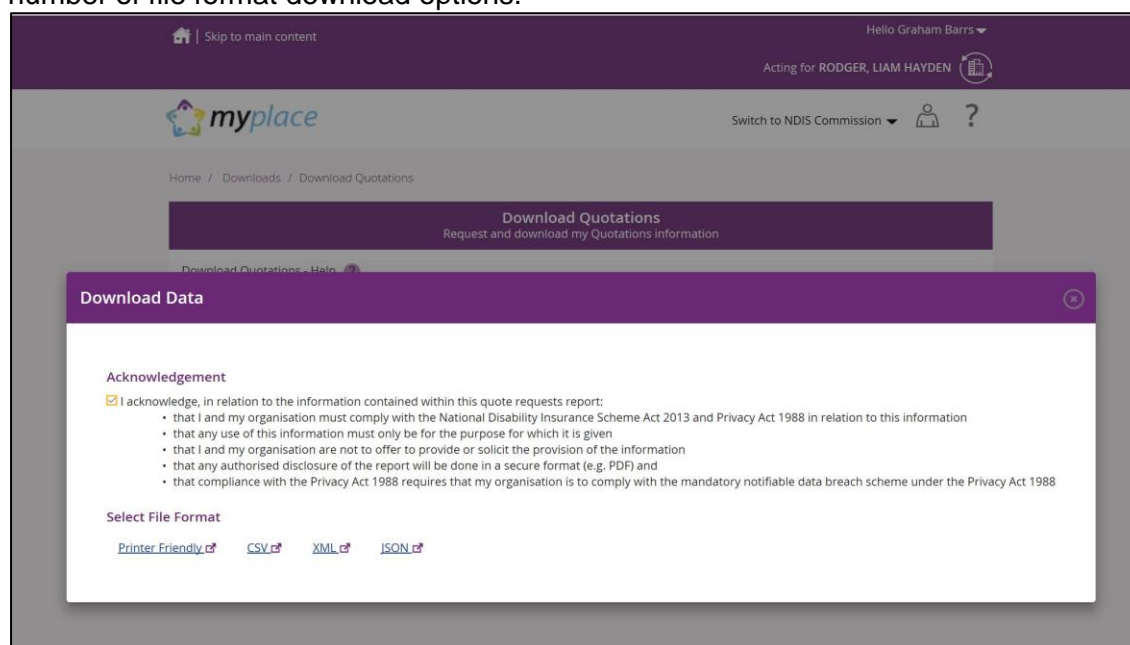 number of file format download options.
Skip to main content
Hello Graham Barrs
Acting for RODGER, LIAM HAYDEN
myplace
Switch to NDIS Commission
?
Home / Downloads / Download Quotations
Download Quotations
Request and download my Quotations information
Download Quotations - Help ?
Download Data
Acknowledgement
I acknowledge, in relation to the information contained within this quote requests report:
• that I and my organisation must comply with the National Disability Insurance Scheme Act 2013 and Privacy Act 1988 in relation to this information
• that any use of this information must only be for the purpose for which it is given
• that I and my organisation are not to offer to provide or solicit the provision of the information
• that any authorised disclosure of the report will be done in a secure format (e.g. PDF) and
• that compliance with the Privacy Act 1988 requires that my organisation is to comply with the mandatory notifiable data breach scheme under the Privacy Act 1988
Select File Format
Printer Friendly CSV XML JSON